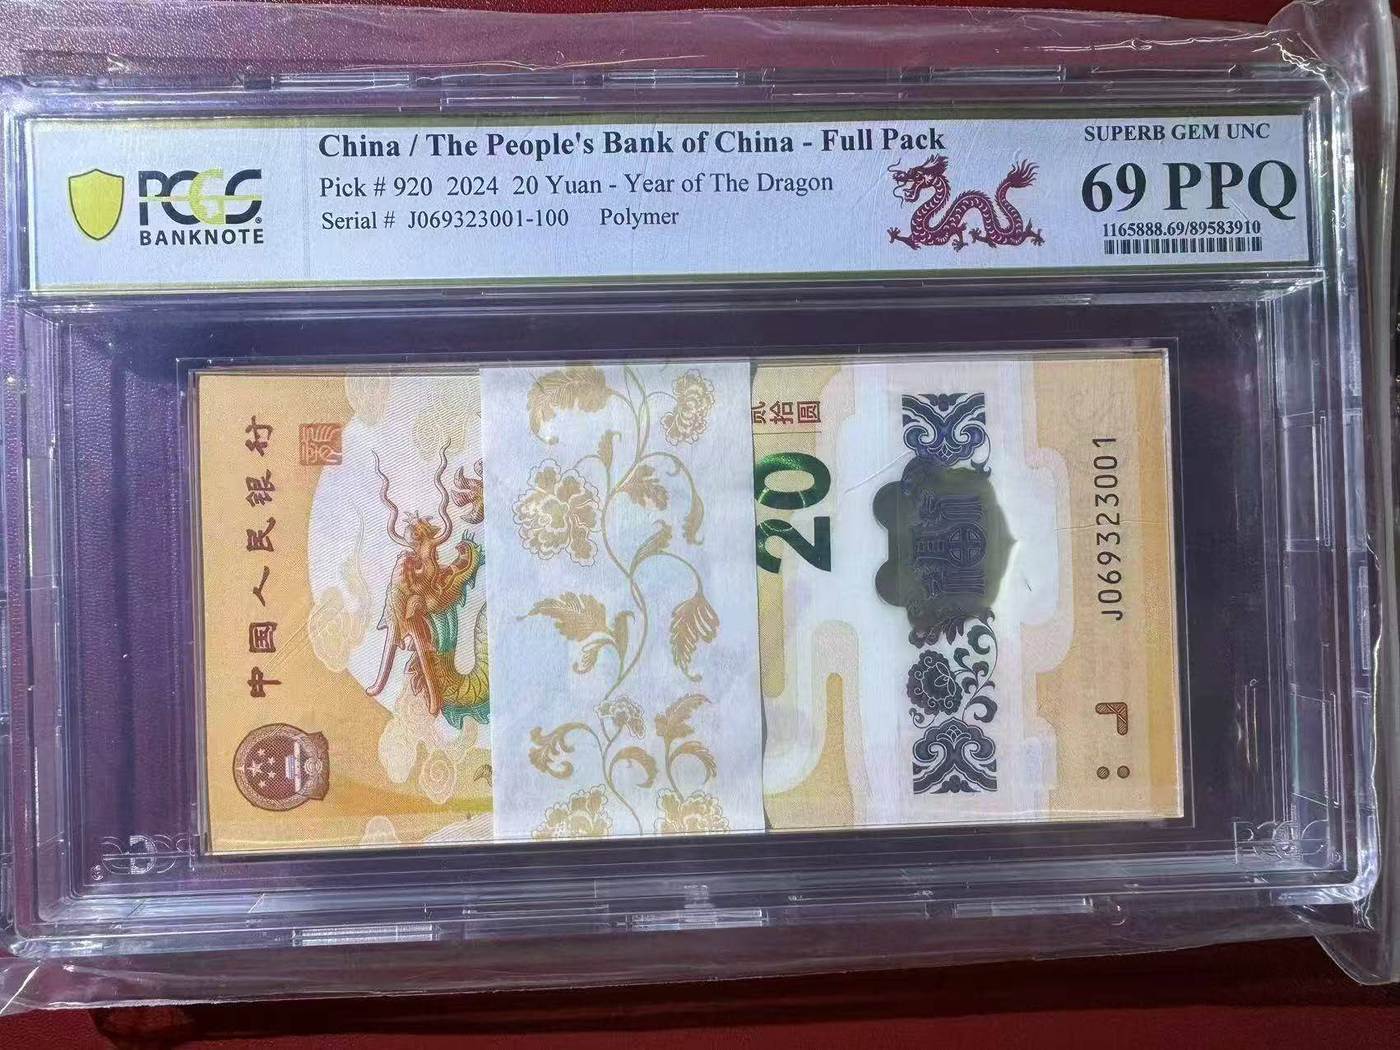 PCGS
BANKNOTE
China / The People's Bank of China - Full Pack
Pick # 920 2024 20 Yuan - Year of The Dragon
Serial # J069323001-100 Polymer
SUPERB GEM UNC
69 PPQ
1165888.69/89583910
中国人民银行
贰拾圆
20
J069323001
PCGS
PCGS